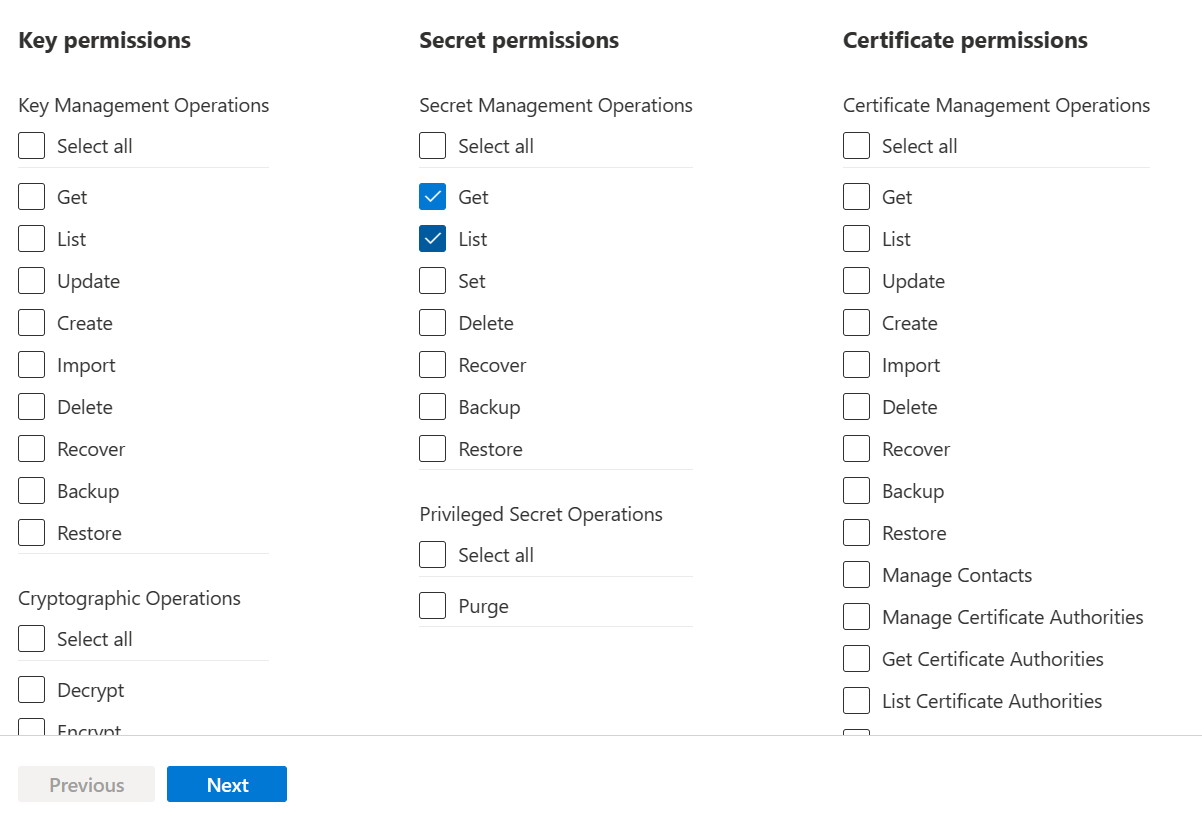 Key permissions
Key Management Operations
Select all
Get
List
Update
Create
Import
Delete
Recover
Backup
Restore
Cryptographic Operations
Select all
Decrypt
Encrypt
Secret permissions
Secret Management Operations
Select all
Get
List
Set
Delete
Recover
Backup
Restore
Privileged Secret Operations
Select all
Purge
Certificate permissions
Certificate Management Operations
Select all
Get
List
Update
Create
Import
Delete
Recover
Backup
Restore
Manage Contacts
Manage Certificate Authorities
Get Certificate Authorities
List Certificate Authorities
Previous
Next